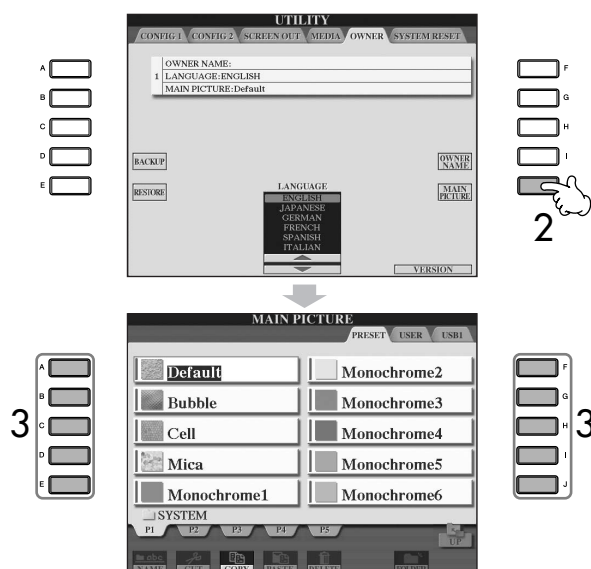 UTILITY
CONFIG 1 CONFIG 2 SCREEN OUT MEDIA OWNER SYSTEM RESET
OWNER NAME:
1 LANGUAGE:ENGLISH
MAIN PICTURE:Default
A
B
C
D
E
F
G
H
I
BACKUP
OWNER NAME
RESTORE
MAIN PICTURE
LANGUAGE
ENGLISH
JAPANESE
GERMAN
FRENCH
SPANISH
ITALIAN
VERSION
2
MAIN PICTURE
PRESET USER USB1
Default Monochrome2
Bubble Monochrome3
Cell Monochrome4
Mica Monochrome5
Monochrome1 Monochrome6
SYSTEM
P1 P2 P3 P4 P5
UP
NAME CUT COPY PASTE DELETE FOLDER
A
B
C
D
E
3
F
G
H
I
J
3